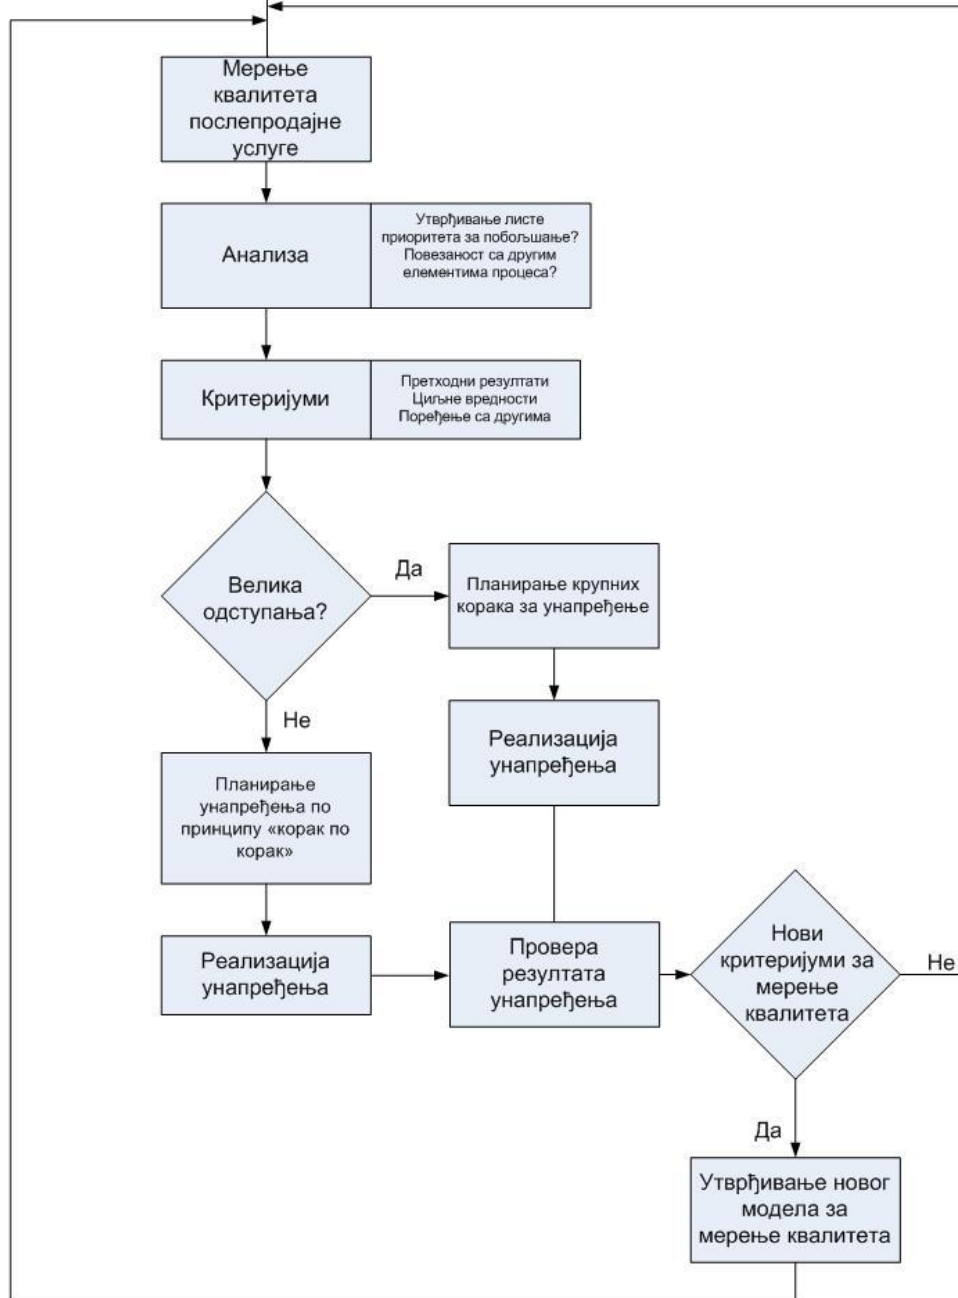 Мерење
квалитета
послепродајне
услуге
Анализа
Утврђивање листе
приоритета за побољшање?
Повезаност са другим
елементима процеса?
Критеријуми
Претходни резултати
Циљне вредности
Поређење са другима
Велика
одступања?
Да
Планирање крупних
корака за унапређење
Не
Реализација
унапређења
Планирање
унапређења по
принципу «корак по
корак»
Реализација
унапређења
Провера
резултата
унапређења
Нови
критеријуми за
мерење
квалитета
Не
Да
Утврђивање новог
модела за
мерење квалитета